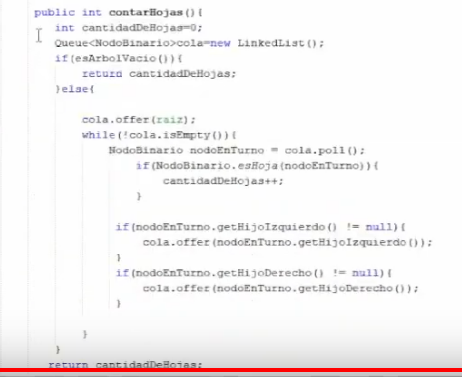 public int contarHojas(){
int cantidadDeHojas=0;
Queue<NodoBinario>cola=new LinkedList();
if(esArbolVacio()){
return cantidadDeHojas;
}else{
cola.offer(raiz);
while(!cola.isEmpty()){
NodoBinario nodoEnTurno = cola.poll();
if(NodoBinario.esHoja(nodoEnTurno)){
cantidadDeHojas++;
}
if(nodoEnTurno.getHijoIzquierdo() != null){
cola.offer(nodoEnTurno.getHijoIzquierdo());
}
if(nodoEnTurno.getHijoDerecho() != null){
cola.offer(nodoEnTurno.getHijoDerecho());
}
}
}
return cantidadDeHojas;